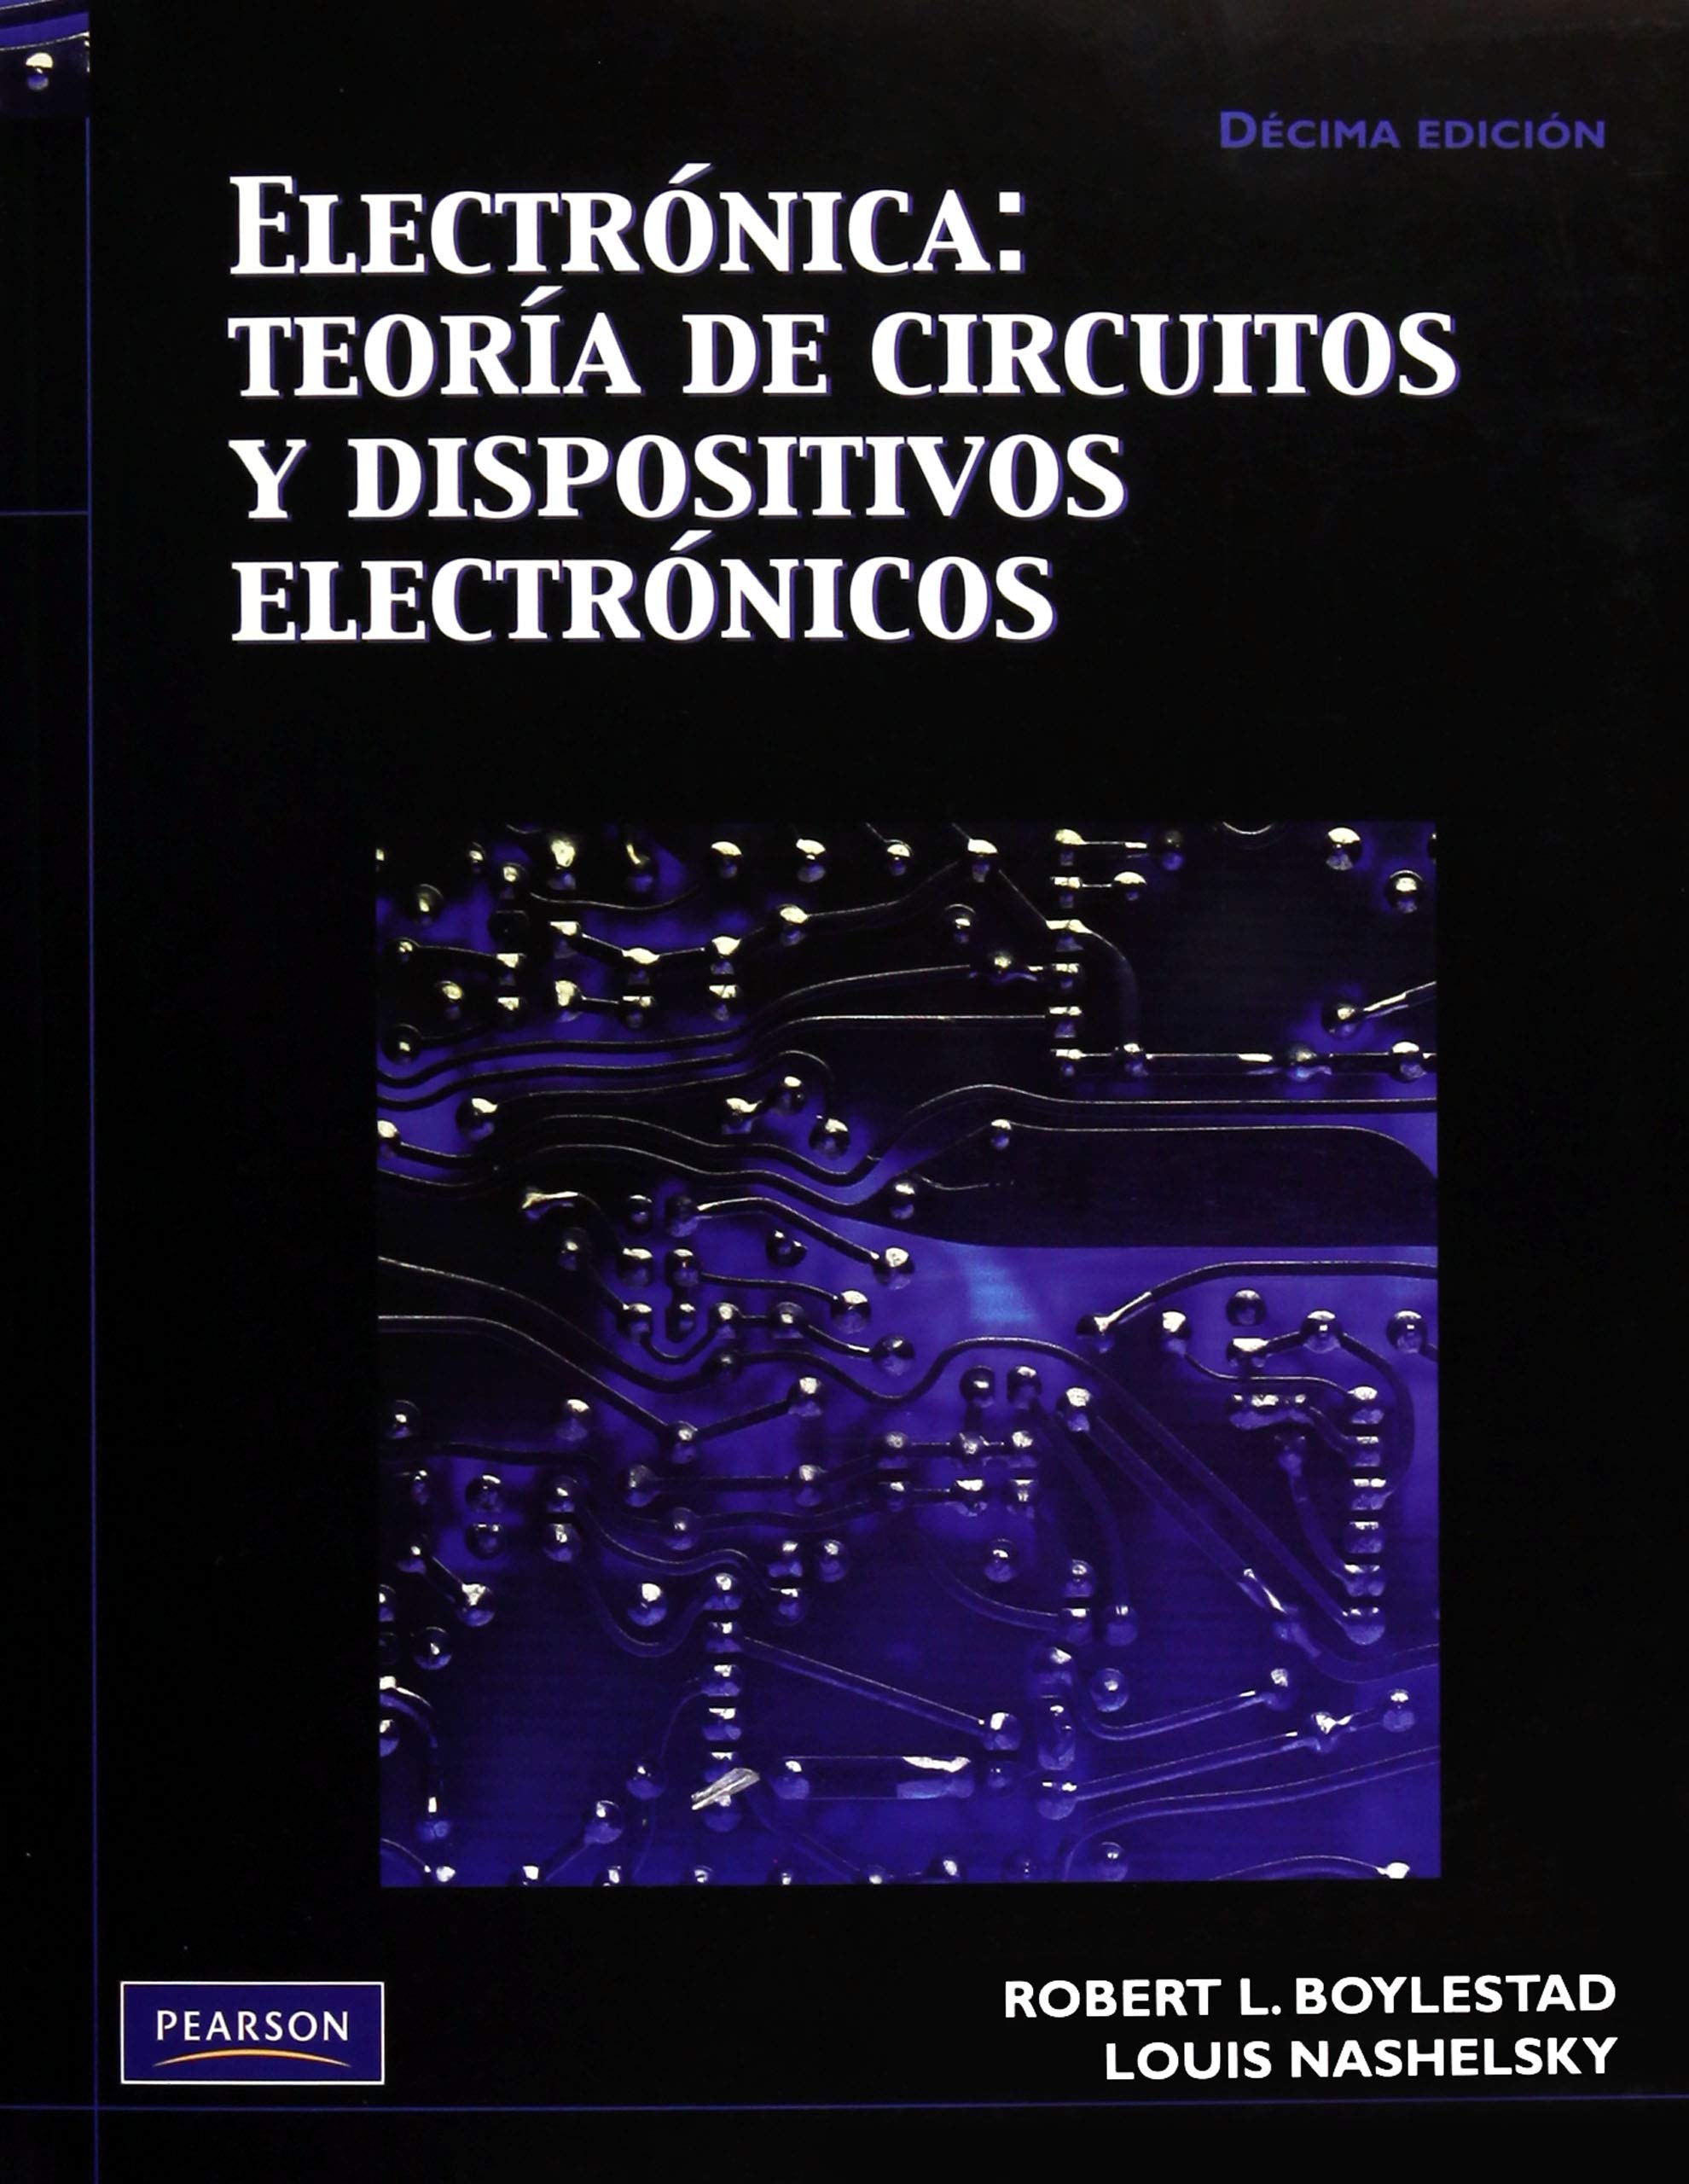 DÉCIMA EDICIÓN
ELECTRÓNICA:
TEORÍA DE CIRCUITOS
Y DISPOSITIVOS
ELECTRÓNICOS
PEARSON
ROBERT L. BOYLESTAD
LOUIS NASHELSKY